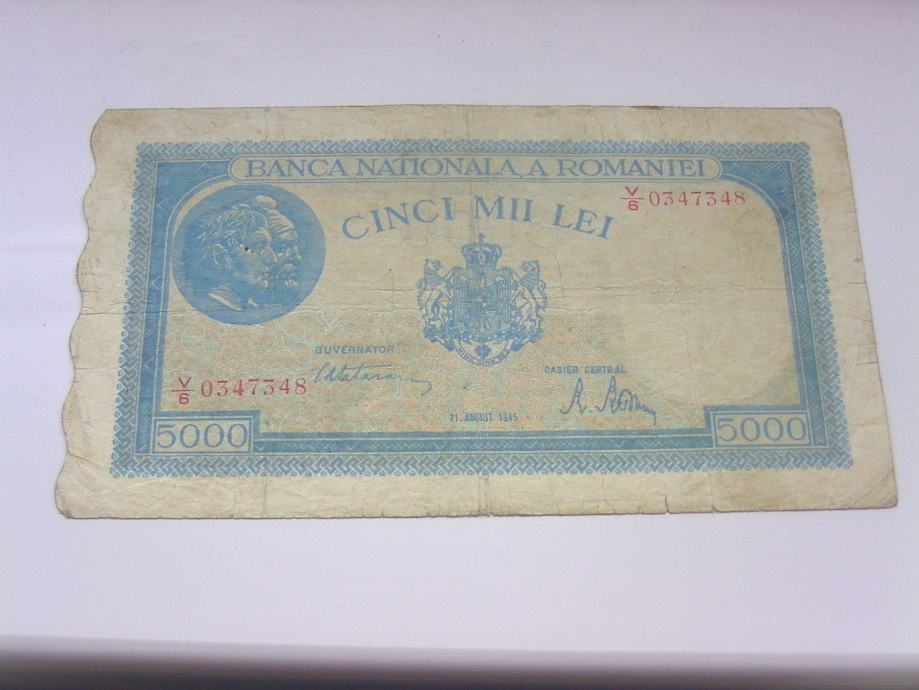 BANCA NATIONALA A ROMANIEI
V/6 0347348
CINCI MII LEI
GUVERNATOR
CASIER CENTRAL
V/6 0347348
21. AUGUST 1945
5000
5000